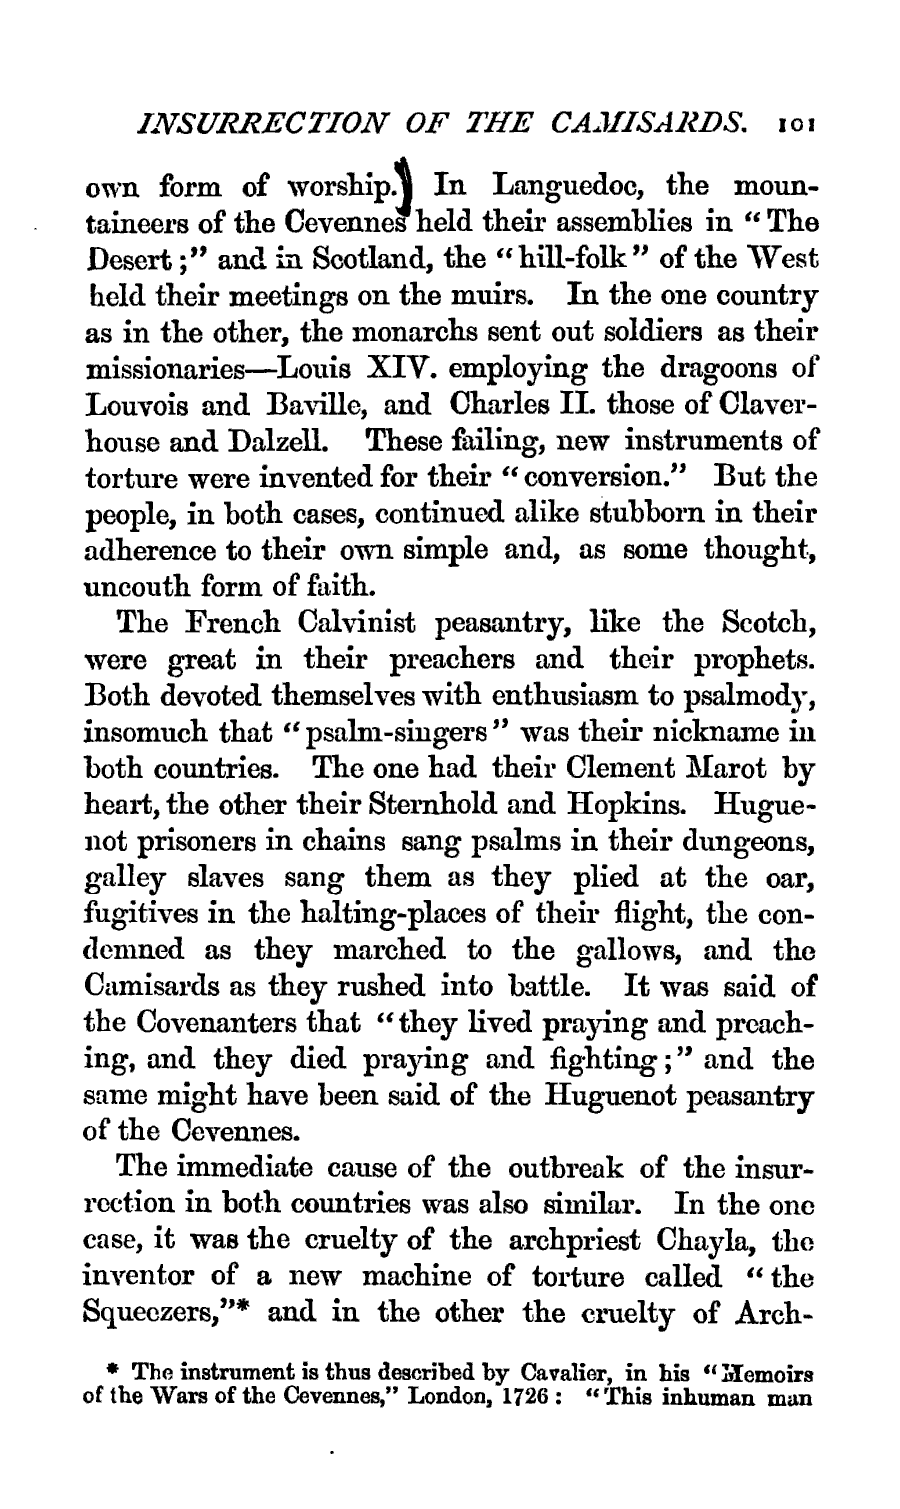 INSURRECTION OF THE CAMISARDS. 101
own form of worship. In Languedoc, the moun-
taineers of the Cevennes held their assemblies in “The
Desert;” and in Scotland, the “hill-folk” of the West
held their meetings on the muirs. In the one country
as in the other, the monarchs sent out soldiers as their
missionaries—Louis XIV. employing the dragoons of
Louvois and Baville, and Charles II. those of Claver-
house and Dalzell. These failing, new instruments of
torture were invented for their “conversion.” But the
people, in both cases, continued alike stubborn in their
adherence to their own simple and, as some thought,
uncouth form of faith.
The French Calvinist peasantry, like the Scotch,
were great in their preachers and their prophets.
Both devoted themselves with enthusiasm to psalmody,
insomuch that “psalm-singers” was their nickname in
both countries. The one had their Clement Marot by
heart, the other their Sternhold and Hopkins. Hugue-
not prisoners in chains sang psalms in their dungeons,
galley slaves sang them as they plied at the oar,
fugitives in the halting-places of their flight, the con-
demned as they marched to the gallows, and the
Camisards as they rushed into battle. It was said of
the Covenanters that “they lived praying and preach-
ing, and they died praying and fighting;” and the
same might have been said of the Huguenot peasantry
of the Cevennes.
The immediate cause of the outbreak of the insur-
rection in both countries was also similar. In the one
case, it was the cruelty of the archpriest Chayla, the
inventor of a new machine of torture called “the
Squeezers,”* and in the other the cruelty of Arch-
* The instrument is thus described by Cavalier, in his “Memoirs
of the Wars of the Cevennes,” London, 1726: “This inhuman man